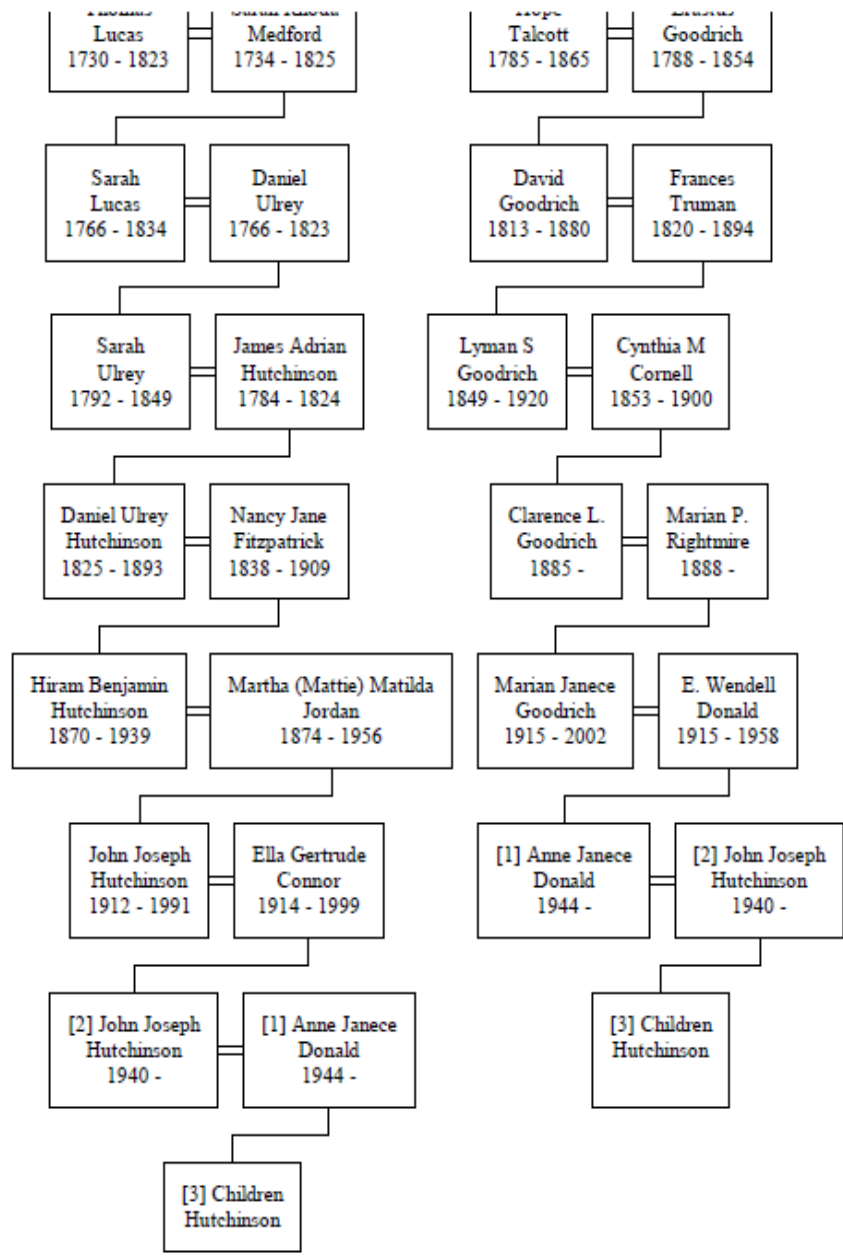 Lucas
1730 - 1823
Medford
1734 - 1825
Talcott
1785 - 1865
Goodrich
1788 - 1854
Sarah
Lucas
1766 - 1834
Daniel
Ulrey
1766 - 1823
David
Goodrich
1813 - 1880
Frances
Truman
1820 - 1894
Sarah
Ulrey
1792 - 1849
James Adrian
Hutchinson
1784 - 1824
Lyman S
Goodrich
1849 - 1920
Cynthia M
Cornell
1853 - 1900
Daniel Ulrey
Hutchinson
1825 - 1893
Nancy Jane
Fitzpatrick
1838 - 1909
Clarence L.
Goodrich
1885 -
Marian P.
Rightmire
1888 -
Hiram Benjamin
Hutchinson
1870 - 1939
Martha (Mattie) Matilda
Jordan
1874 - 1956
Marian Janece
Goodrich
1915 - 2002
E. Wendell
Donald
1915 - 1958
John Joseph
Hutchinson
1912 - 1991
Ella Gertrude
Connor
1914 - 1999
[1] Anne Janece
Donald
1944 -
[2] John Joseph
Hutchinson
1940 -
[2] John Joseph
Hutchinson
1940 -
[1] Anne Janece
Donald
1944 -
[3] Children
Hutchinson
[3] Children
Hutchinson